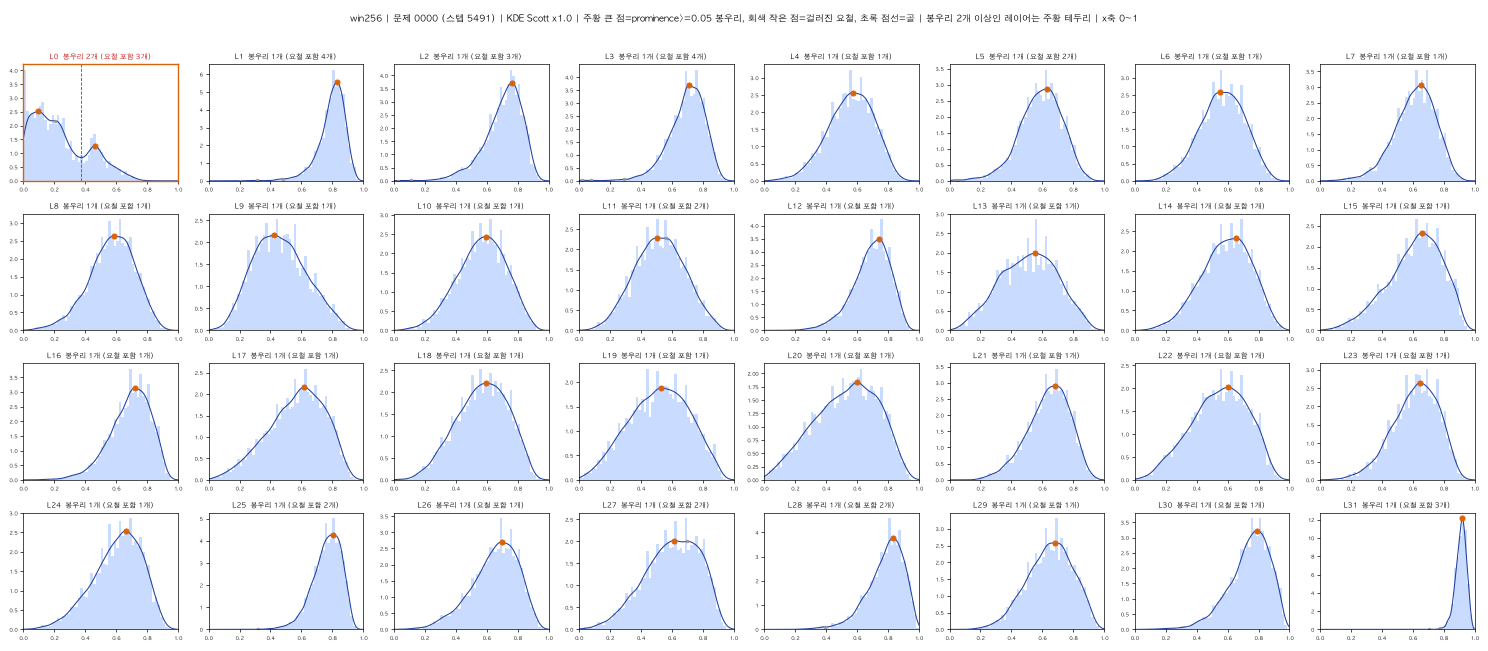 win256 | 문제 0000 (스텝 5491) | KDE Scott x1.0 | 주황 큰 점=prominence>=0.05 봉우리, 회색 작은 점=걸러진 요철, 초록 점선=골 | 봉우리 2개 이상인 레이어는 주황 테두리 | x축 0~1
L0 봉우리 2개 (요철 포함 3개)
L1 봉우리 1개 (요철 포함 4개)
L2 봉우리 1개 (요철 포함 3개)
L3 봉우리 1개 (요철 포함 4개)
L4 봉우리 1개 (요철 포함 1개)
L5 봉우리 1개 (요철 포함 2개)
L6 봉우리 1개 (요철 포함 1개)
L7 봉우리 1개 (요철 포함 1개)
L8 봉우리 1개 (요철 포함 1개)
L9 봉우리 1개 (요철 포함 1개)
L10 봉우리 1개 (요철 포함 1개)
L11 봉우리 1개 (요철 포함 2개)
L12 봉우리 1개 (요철 포함 1개)
L13 봉우리 1개 (요철 포함 1개)
L14 봉우리 1개 (요철 포함 1개)
L15 봉우리 1개 (요철 포함 1개)
L16 봉우리 1개 (요철 포함 1개)
L17 봉우리 1개 (요철 포함 1개)
L18 봉우리 1개 (요철 포함 1개)
L19 봉우리 1개 (요철 포함 1개)
L20 봉우리 1개 (요철 포함 1개)
L21 봉우리 1개 (요철 포함 1개)
L22 봉우리 1개 (요철 포함 1개)
L23 봉우리 1개 (요철 포함 1개)
L24 봉우리 1개 (요철 포함 1개)
L25 봉우리 1개 (요철 포함 2개)
L26 봉우리 1개 (요철 포함 1개)
L27 봉우리 1개 (요철 포함 2개)
L28 봉우리 1개 (요철 포함 2개)
L29 봉우리 1개 (요철 포함 1개)
L30 봉우리 1개 (요철 포함 1개)
L31 봉우리 1개 (요철 포함 3개)